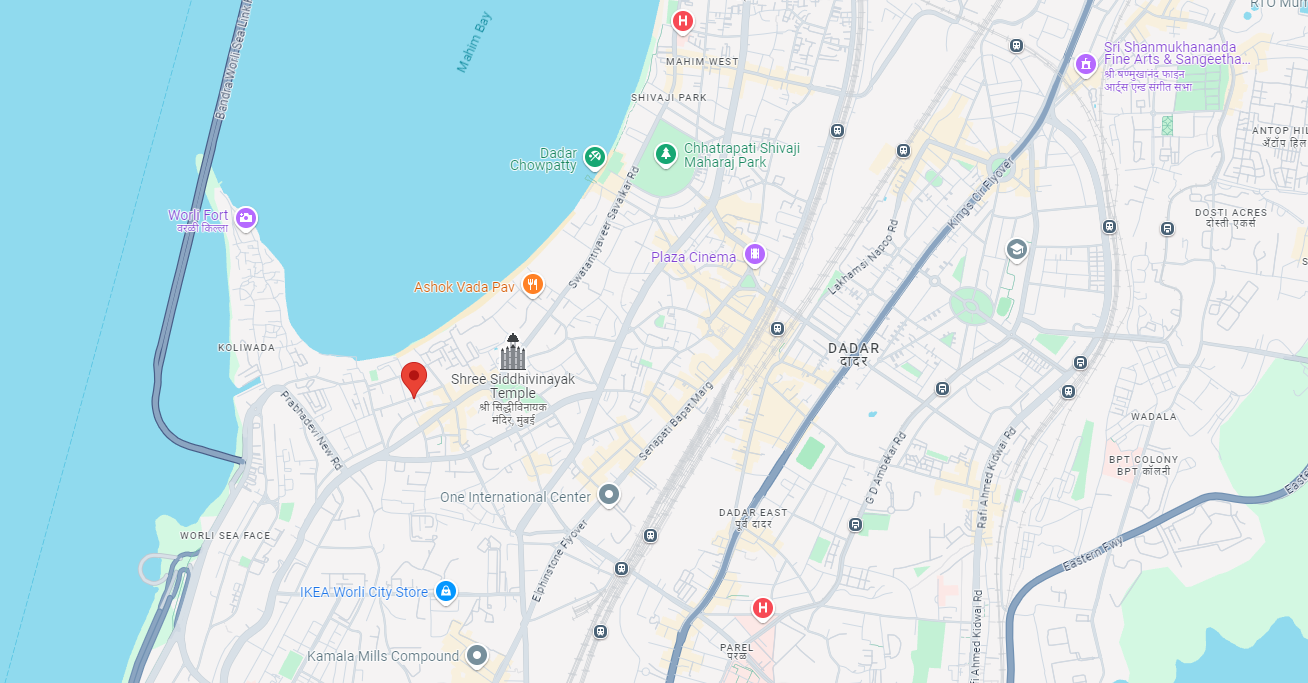 RTO Mum
Mahim Bay
Bandra Worli Sea Link
H
MAHIM WEST
Sri Shanmukhananda
Fine Arts & Sangeetha...
श्री षण्मुखानंद फाइन
आर्ट्स एन्ड संगीत सभा
SHIVAJI PARK
ANTOP HIL
अँटॉप हिल
Dadar
Chowpatty
Chhatrapati Shivaji
Maharaj Park
Kings Cir Flyover
Worli Fort
वरळी किल्ला
Swatantryaveer Savarkar Rd
DOSTI ACRES
दोस्ती एकर्स
Plaza Cinema
Lakhamsi Napoo Rd
S
Ashok Vada Pav
KOLIWADA
DADAR
दादर
Shree Siddhivinayak
Temple
श्री सिद्धीविनायक
मंदिर, मुंबई
Prabhadevi New Rd
Senapati Bapat Marg
WADALA
BPT COLONY
BPT कॉलनी
G D Ambekar Rd
Rafi Ahmed Kidwai Rd
One International Center
DADAR EAST
पूर्व दादर
Easte
WORLI SEA FACE
Elphinstone Flyover
Eastern Fwy
IKEA Worli City Store
H
fi Ahmed Kidwai Rd
PAREL
परळ
Kamala Mills Compound